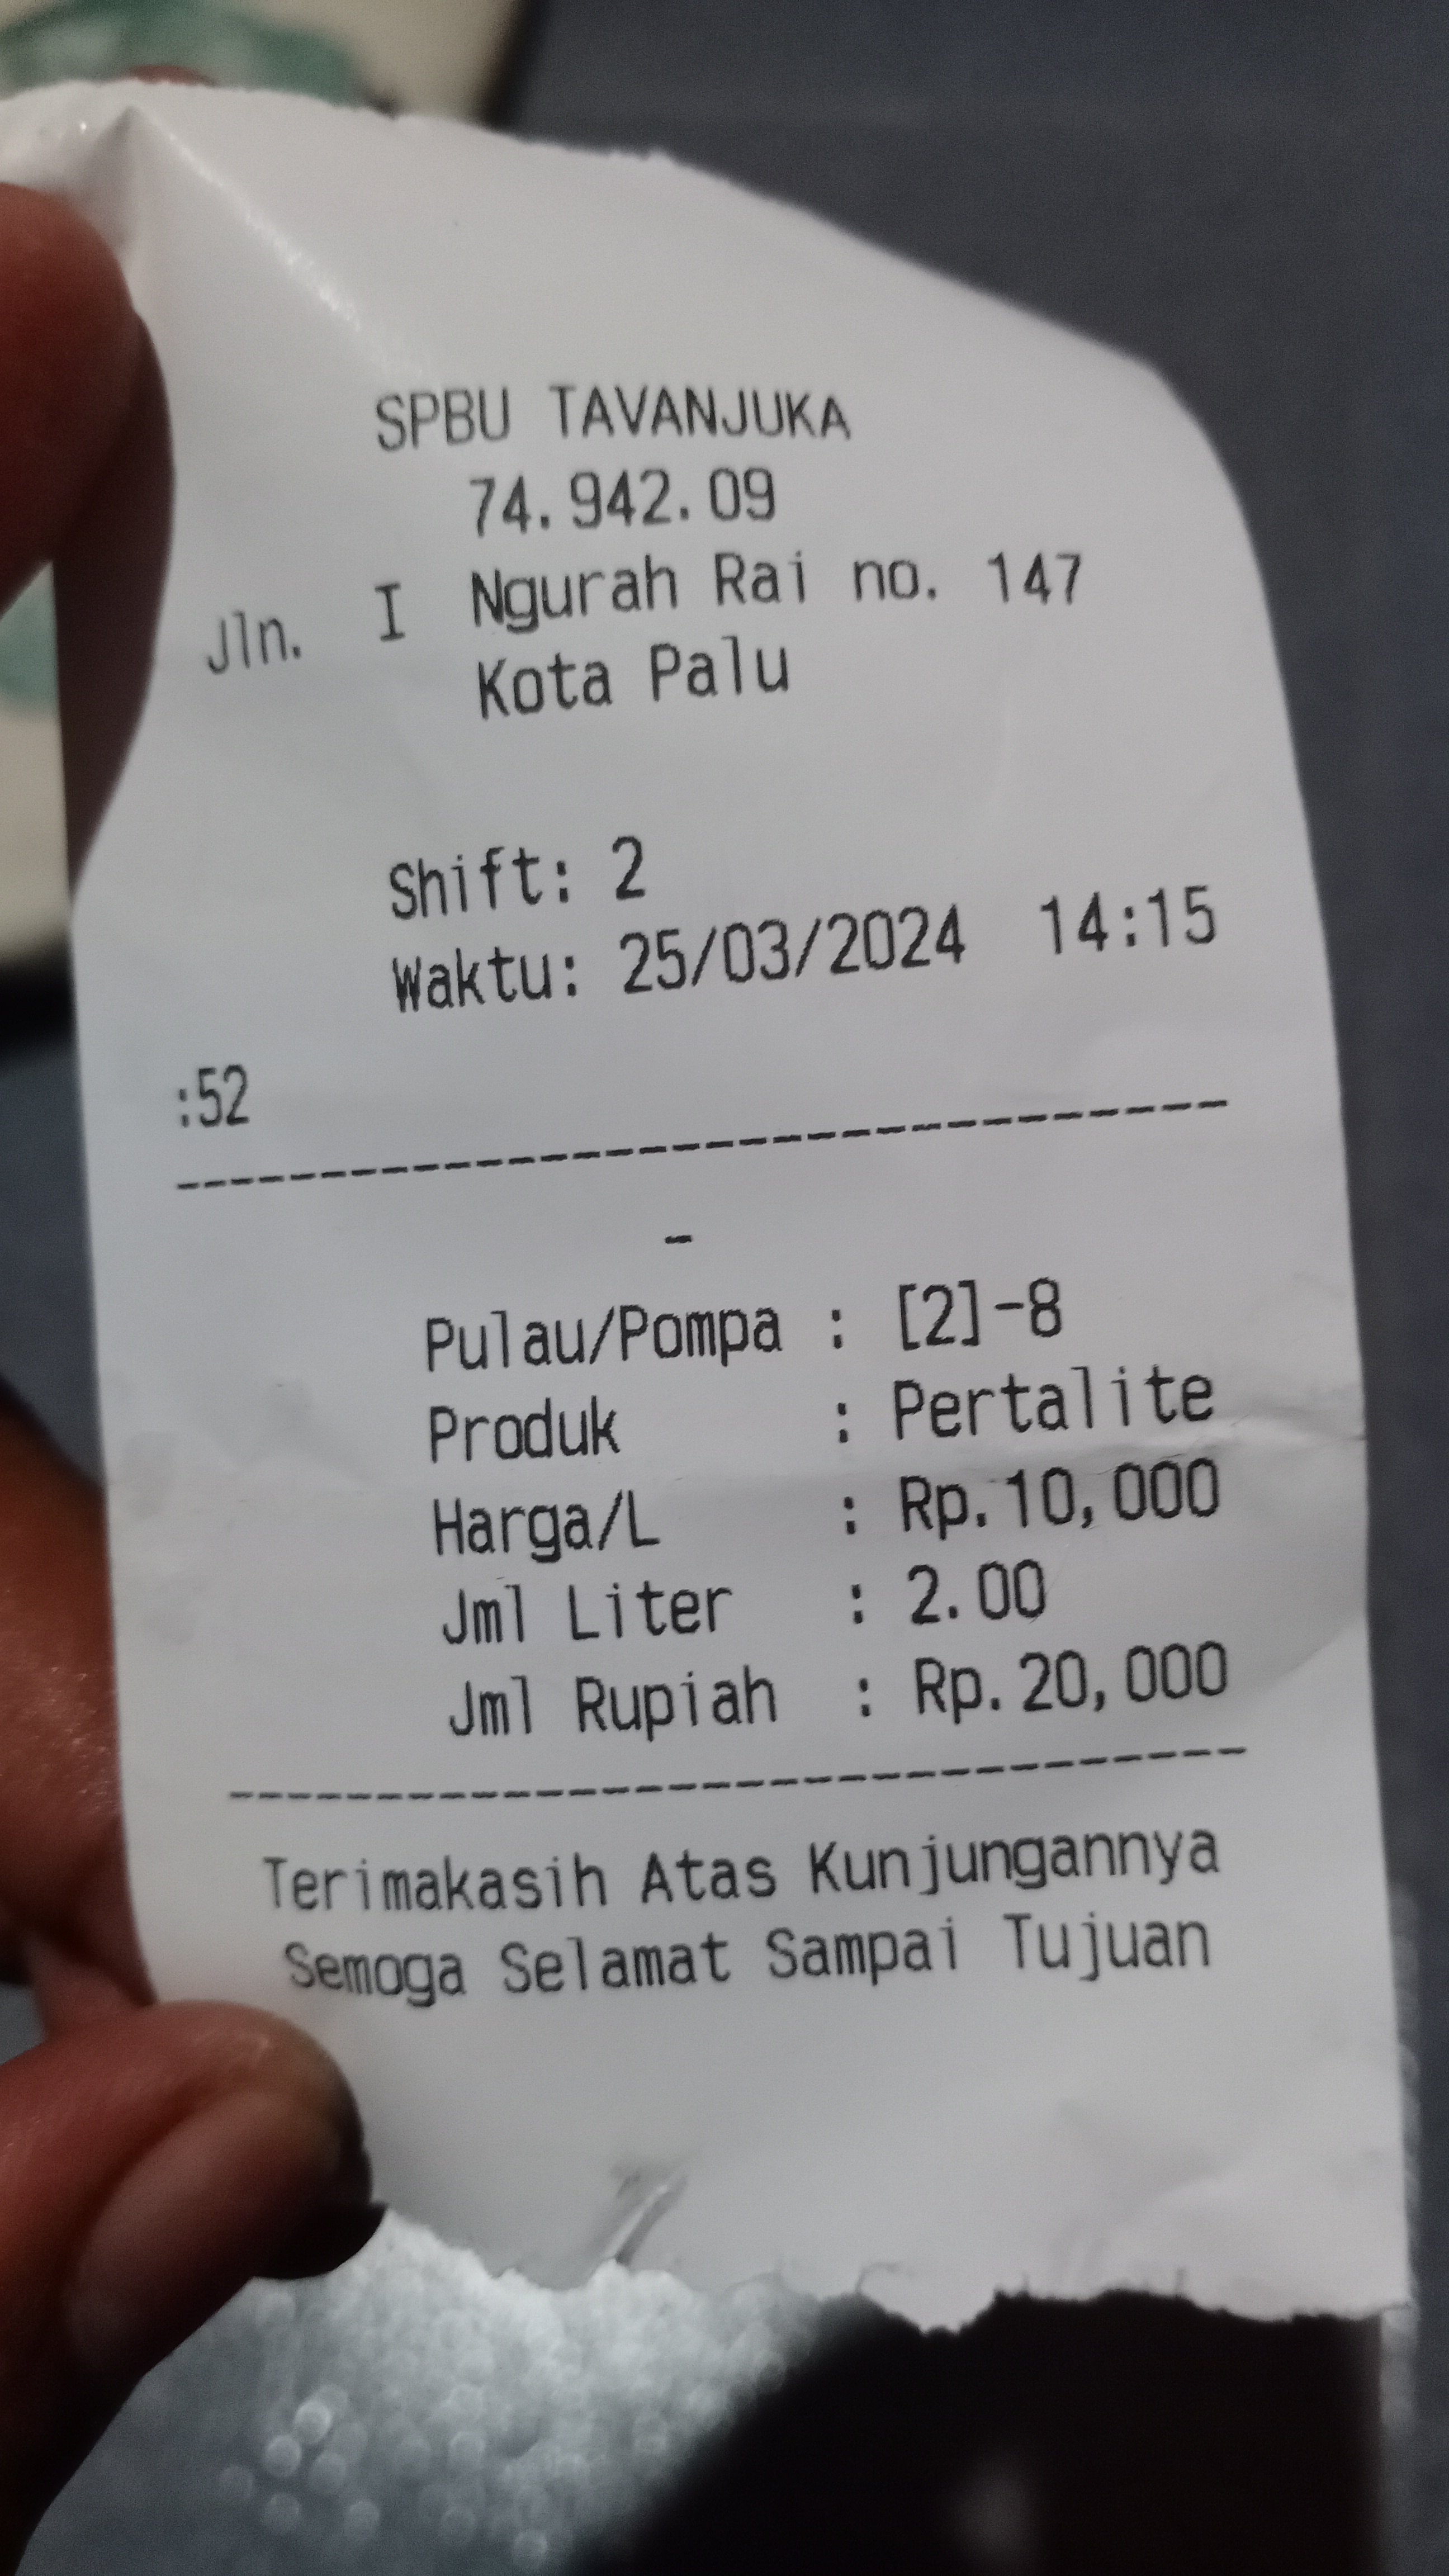 SPBU TAVANJUKA
74.942.09
Jln. I Ngurah Rai no. 147
Kota Palu
Shift: 2
Waktu: 25/03/2024 14:15
:52
--------------------------------
-
Pulau/Pompa : [2]-8
Produk : Pertalite
Harga/L : Rp.10,000
Jml Liter : 2.00
Jml Rupiah : Rp.20,000
--------------------------------
Terimakasih Atas Kunjungannya
Semoga Selamat Sampai Tujuan